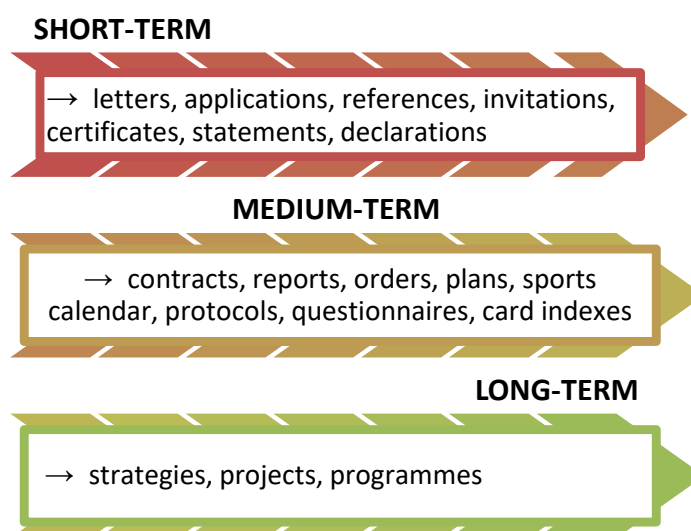 SHORT-TERM
→ letters, applications, references, invitations,
certificates, statements, declarations
MEDIUM-TERM
→ contracts, reports, orders, plans, sports
calendar, protocols, questionnaires, card indexes
LONG-TERM
→ strategies, projects, programmes